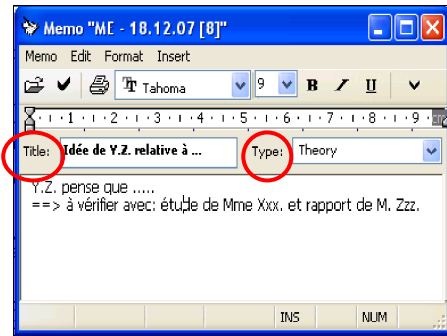 Memo "ME - 18.12.07 [8]"
Memo Edit Format Insert
Tr Tahoma 9 B I U
1 2 3 4 5 6 7 8 9 cm
Title: Idée de Y.Z. relative à ... Type: Theory
Y.Z. pense que .....
==> à vérifier avec: étude de Mme Xxx. et rapport de M. Zzz.
INS NUM